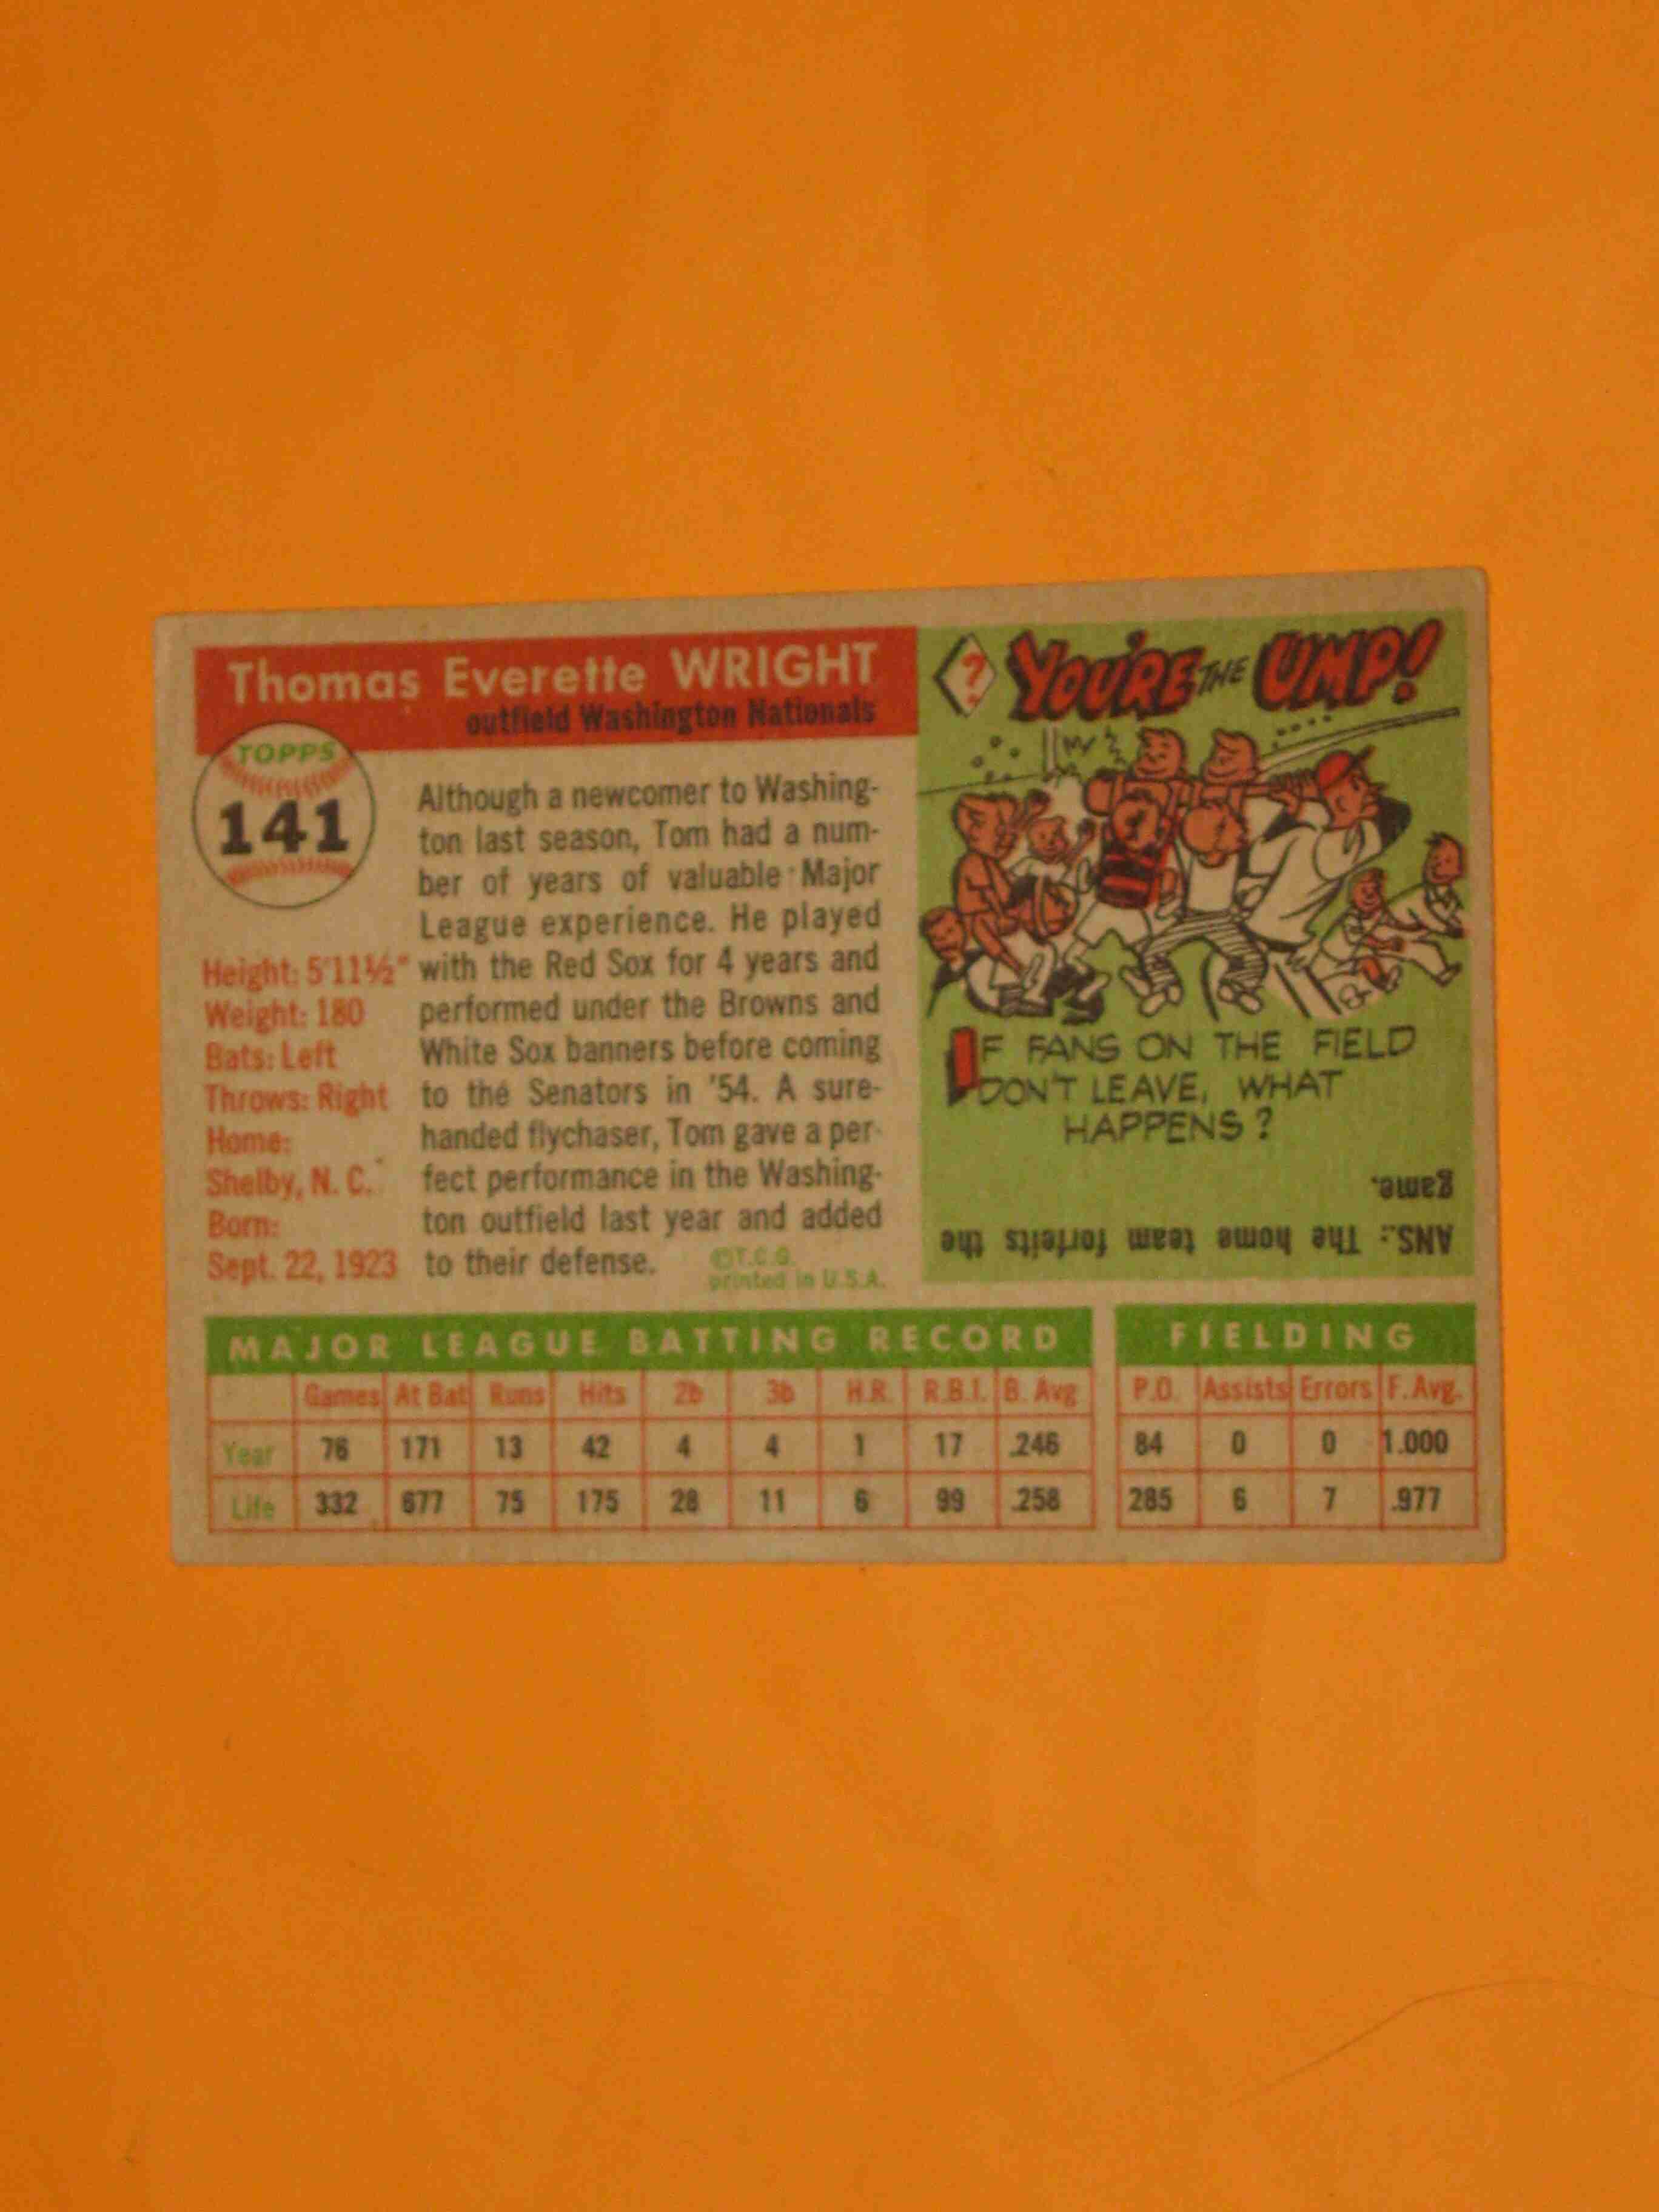 Thomas Everette WRIGHT
outfield Washington Nationals
TOPPS
141
Height: 5'11½"
Weight: 180
Bats: Left
Throws: Right
Home:
Shelby, N. C.
Born:
Sept. 22, 1923
Although a newcomer to Washing-
ton last season, Tom had a num-
ber of years of valuable Major
League experience. He played
with the Red Sox for 4 years and
performed under the Browns and
White Sox banners before coming
to the Senators in '54. A sure-
handed flychaser, Tom gave a per-
fect performance in the Washing-
ton outfield last year and added
to their defense.
©T.C.G.
printed in U.S.A.
? YOU'RE THE UMP!
IF FANS ON THE FIELD
DON'T LEAVE, WHAT
HAPPENS?
ANS.: The home team forfeits the
game.
MAJOR LEAGUE BATTING RECORD
Games At Bat Runs Hits 2b 3b H.R. R.B.I. B. Avg
Year 76 171 13 42 4 4 1 17 .246
Life 332 677 75 175 28 11 6 99 .258
FIELDING
P.O. Assists Errors F. Avg.
84 0 0 1.000
285 6 7 .977